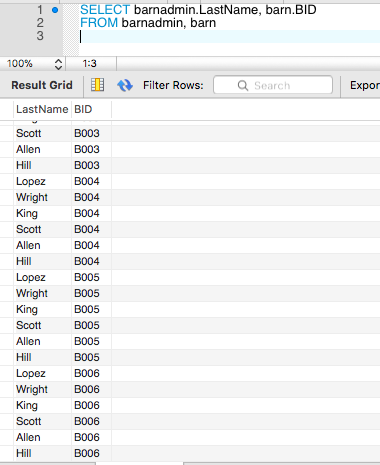 1 SELECT barnadmin.LastName, barn.BID
2 FROM barnadmin, barn
3
100% 1:3
Result Grid Filter Rows: Search Expor
LastName BID
Scott B003
Allen B003
Hill B003
Lopez B004
Wright B004
King B004
Scott B004
Allen B004
Hill B004
Lopez B005
Wright B005
King B005
Scott B005
Allen B005
Hill B005
Lopez B006
Wright B006
King B006
Scott B006
Allen B006
Hill B006